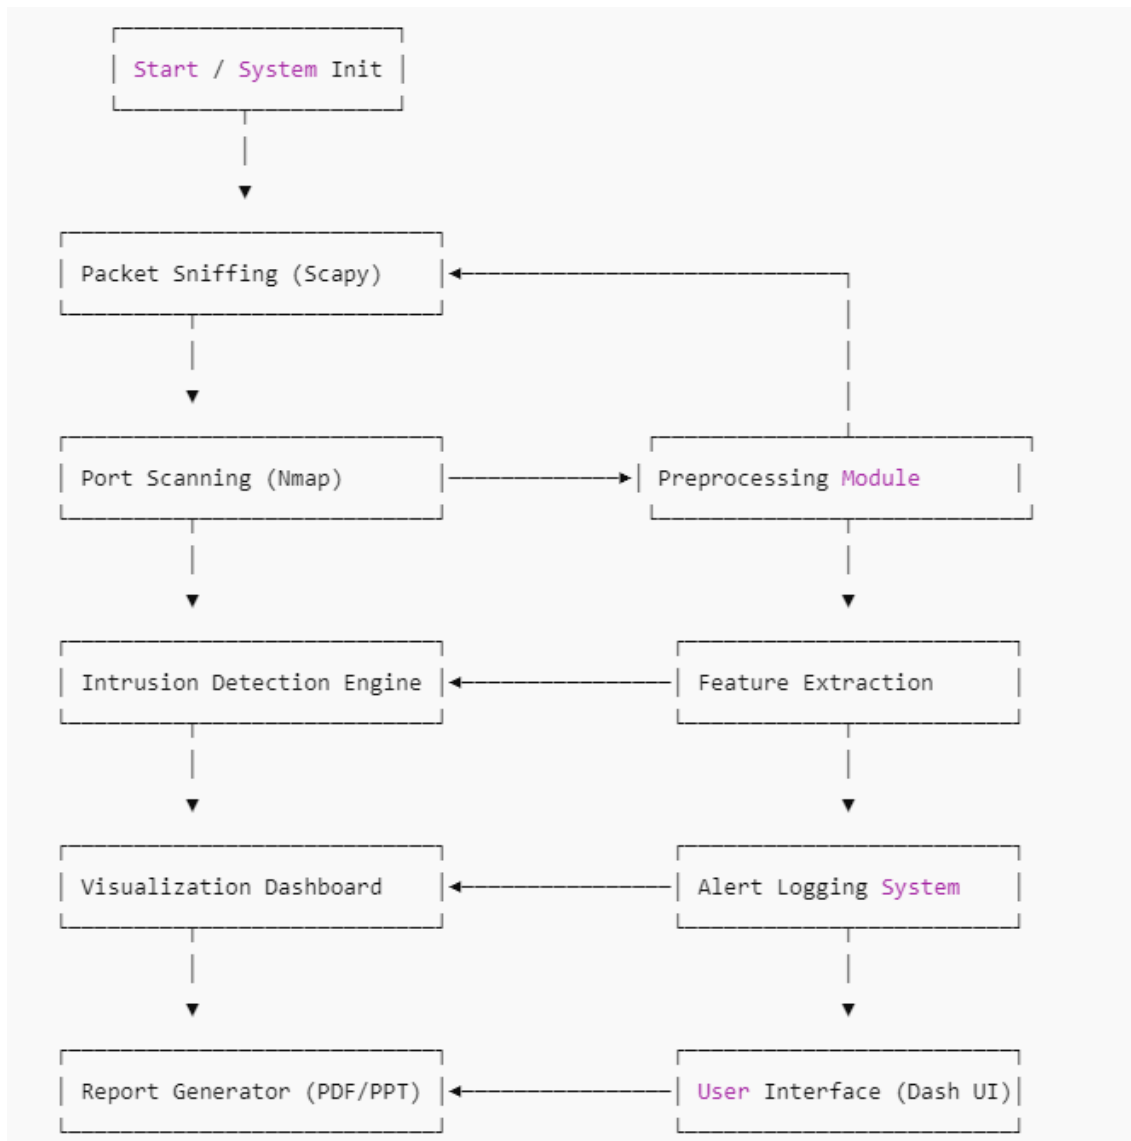 Start / System Init
Packet Sniffing (Scapy)
Port Scanning (Nmap)
Preprocessing Module
Intrusion Detection Engine
Feature Extraction
Visualization Dashboard
Alert Logging System
Report Generator (PDF/PPT)
User Interface (Dash UI)